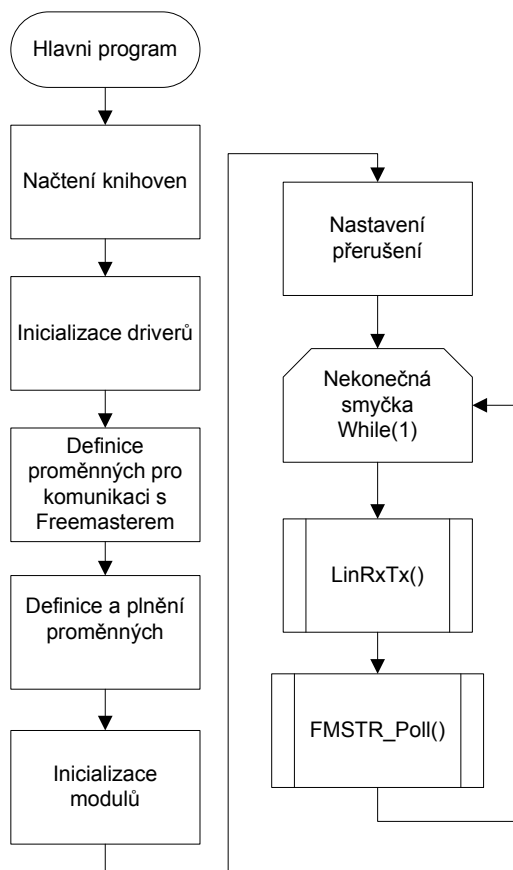 Hlavni program
Načtení knihoven
Inicializace driverů
Definice
proměnných pro
komunikaci s
Freemasterem
Definice a plnění
proměnných
Inicializace
modulů
Nastavení
přerušení
Nekonečná
smyčka
While(1)
LinRxTx()
FMSTR_Poll()